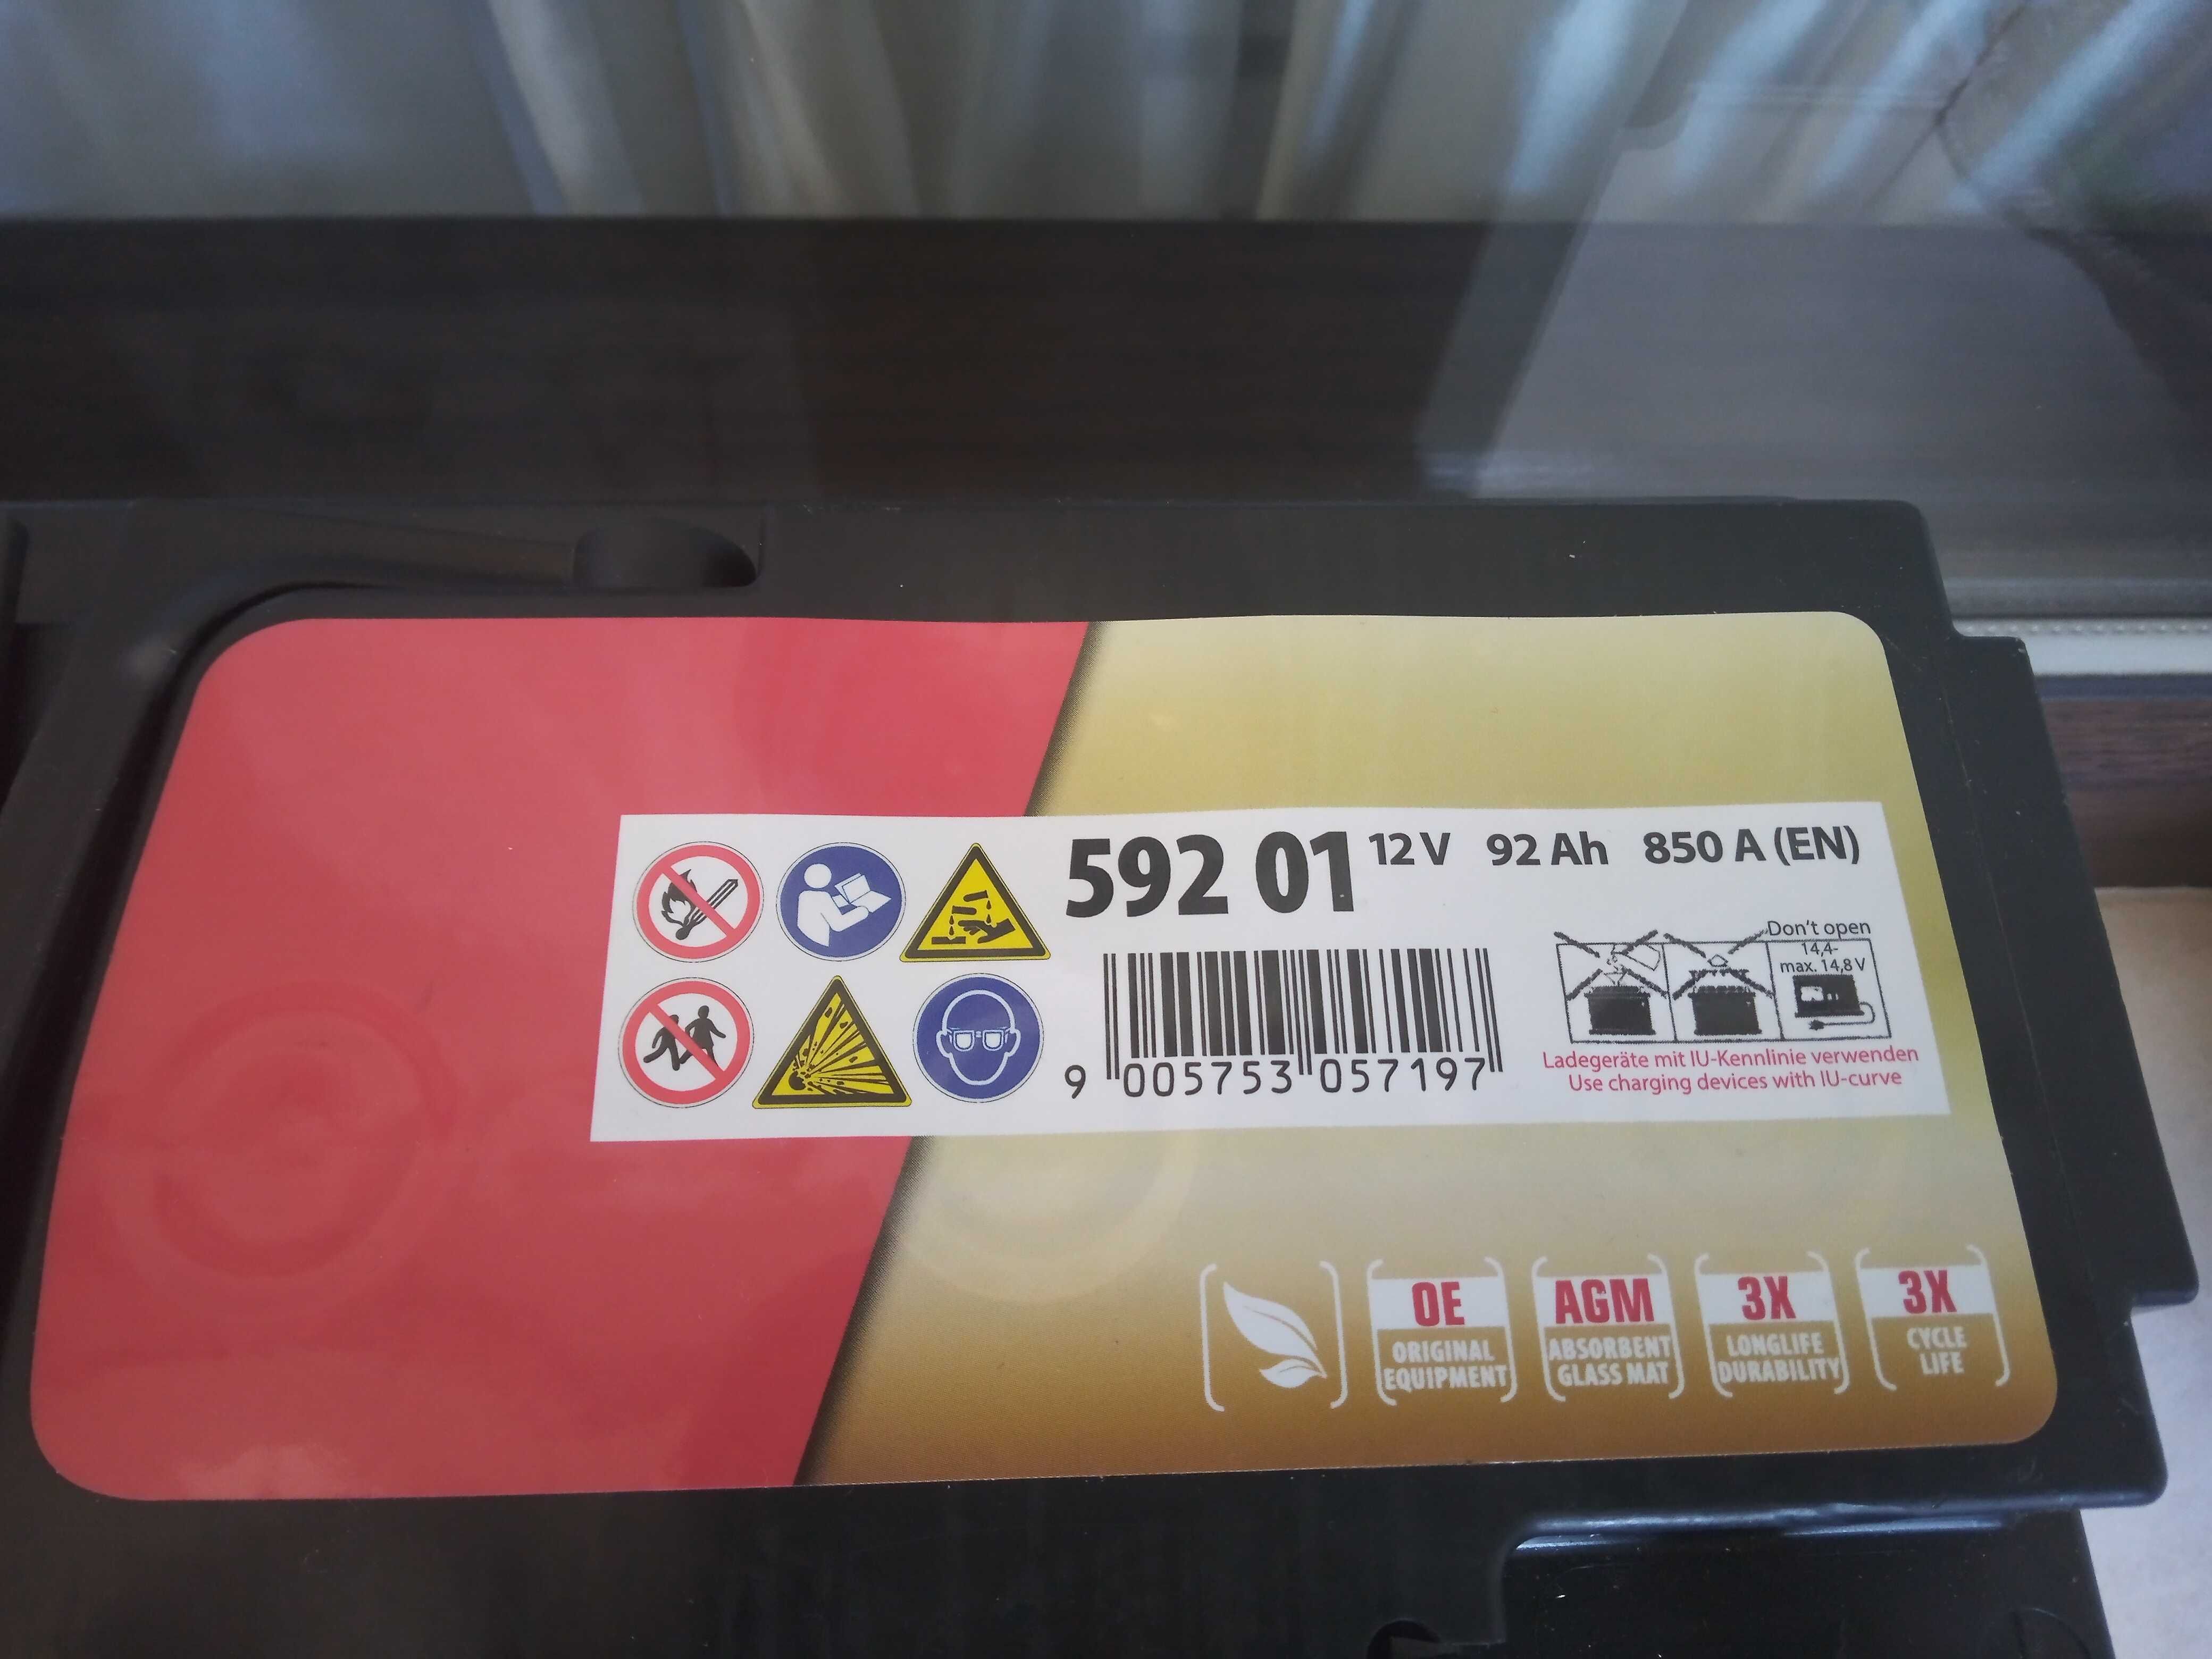 592 01 12 V 92 Ah 850 A (EN)
Don't open
14,4-
max. 14,8 V
9 005753 057197
Ladegeräte mit IU-Kennlinie verwenden
Use charging devices with IU-curve
OE
ORIGINAL
EQUIPMENT
AGM
ABSORBENT
GLASS MAT
3X
LONGLIFE
DURABILITY
3X
CYCLE
LIFE